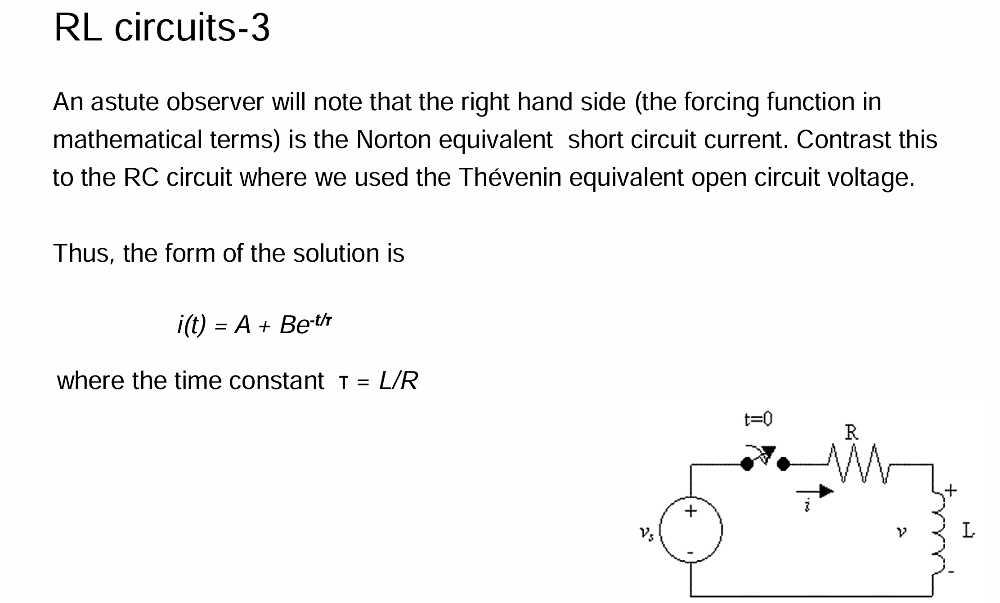 RL circuits-3
An astute observer will note that the right hand side (the forcing function in
mathematical terms) is the Norton equivalent  short circuit current. Contrast this
to the RC circuit where we used the Thévenin equivalent open circuit voltage.
Thus, the form of the solution is
i(t) = A + Be^-t/τ
where the time constant  τ = L/R
t=0
R
i
+
+
v_s
v
L
-
-